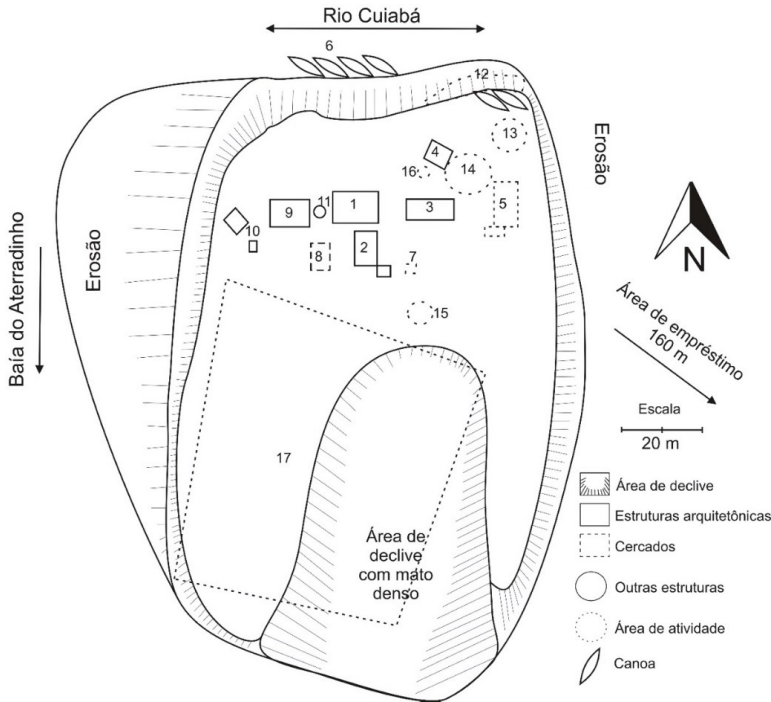 Rio Cuiabá
6
12
13
4
14
16
Erosão
5
11
1
9
3
10
2
8
7
Erosão
Baía do Aterradinho
N
Área de empréstimo
160 m
15
Escala
20 m
17
Área de
declive
com mato
denso
Área de declive
Estruturas arquitetônicas
Cercados
Outras estruturas
Área de atividade
Canoa